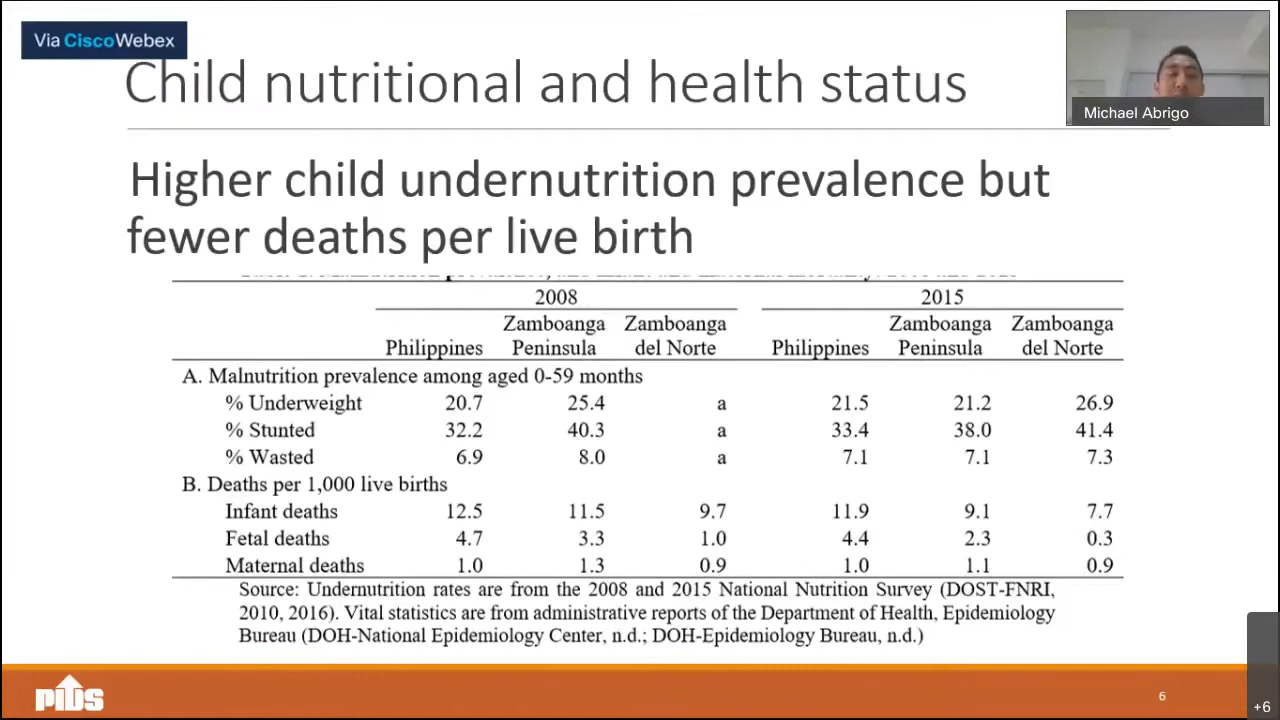 Via CiscoWebex
Child nutritional and health status
Michael Abrigo
Higher child undernutrition prevalence but
fewer deaths per live birth
2008 2015
Zamboanga Zamboanga Zamboanga Zamboanga
Philippines Peninsula del Norte Philippines Peninsula del Norte
A. Malnutrition prevalence among aged 0-59 months
% Underweight 20.7 25.4 a 21.5 21.2 26.9
% Stunted 32.2 40.3 a 33.4 38.0 41.4
% Wasted 6.9 8.0 a 7.1 7.1 7.3
B. Deaths per 1,000 live births
Infant deaths 12.5 11.5 9.7 11.9 9.1 7.7
Fetal deaths 4.7 3.3 1.0 4.4 2.3 0.3
Maternal deaths 1.0 1.3 0.9 1.0 1.1 0.9
Source: Undernutrition rates are from the 2008 and 2015 National Nutrition Survey (DOST-FNRI,
2010, 2016). Vital statistics are from administrative reports of the Department of Health, Epidemiology
Bureau (DOH-National Epidemiology Center, n.d.; DOH-Epidemiology Bureau, n.d.)
PIDS
6
+6